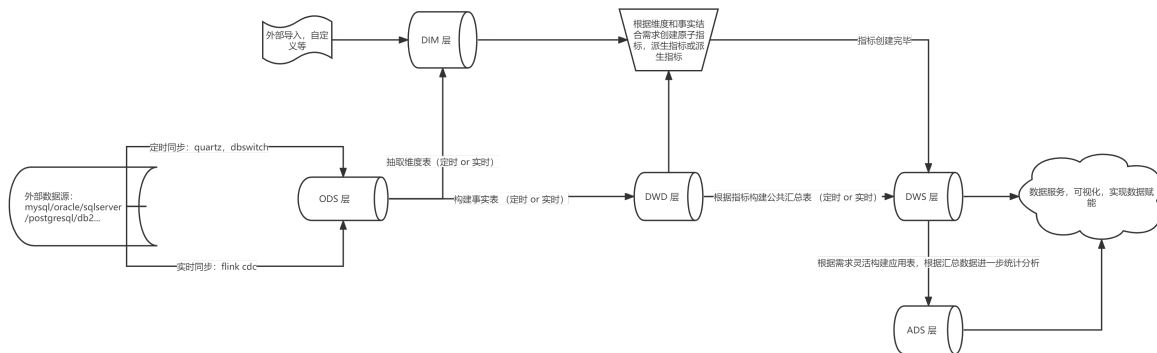 外部导入，自定
义等
DIM 层
根据维度和事实结
合需求创建原子指
标，派生指标或派
生指标
指标创建完毕
定时同步：quartz，dbswitch
抽取维度表（定时 or 实时）
外部数据源：
mysql/oracle/sqlserver
/postgresql/db2...
ODS 层
构建事实表 （定时 or 实时）
DWD 层
根据指标构建公共汇总表 （定时 or 实时）
DWS 层
数据服务，可视化，实现数据赋
能
实时同步：flink cdc
根据需求灵活构建应用表，根据汇总数据进一步统计分析
ADS 层